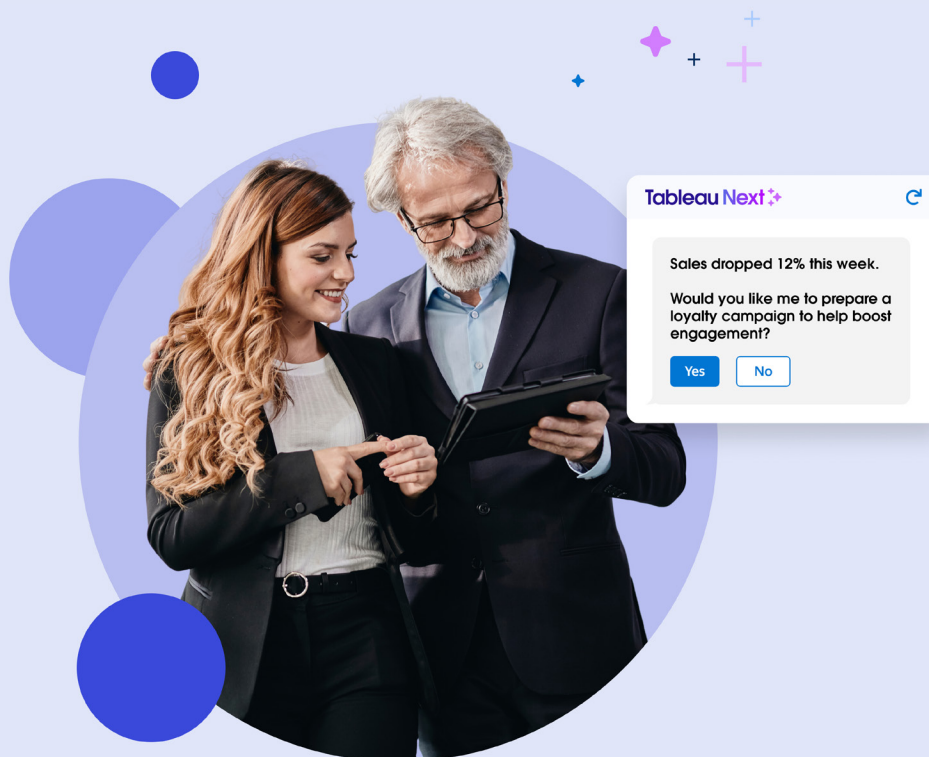 Tableau Next
Sales dropped 12% this week.
Would you like me to prepare a
loyalty campaign to help boost
engagement?
Yes
No